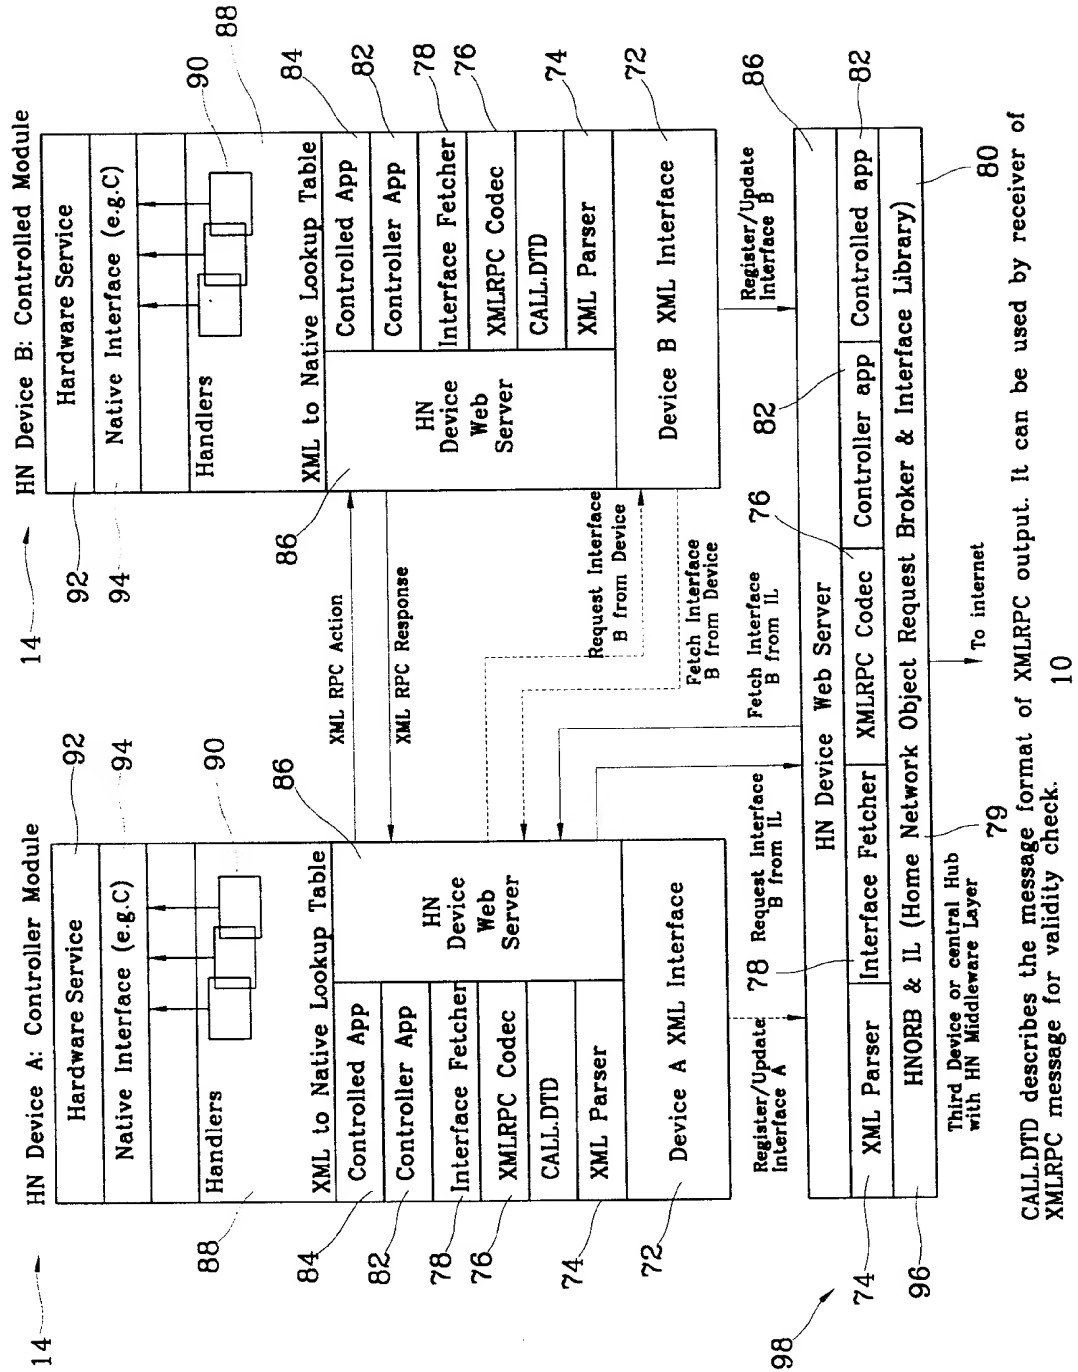 14
HN Device A: Controller Module
Hardware Service
92
Native Interface (e.g.C)
94
Handlers
90
88
XML to Native Lookup Table
84
Controlled App
82
Controller App
78
Interface Fetcher
76
XMLRPC Codec
CALL.DTD
74
XML Parser
HN
Device
Web
Server
86
72
Device A XML Interface
14
HN Device B: Controlled Module
92
Hardware Service
94
Native Interface (e.g.C)
Handlers
90
88
XML to Native Lookup Table
Controlled App
84
Controller App
82
Interface Fetcher
78
XMLRPC Codec
76
CALL.DTD
XML Parser
74
HN
Device
Web
Server
86
Device B XML Interface
72
XML RPC Action
XML RPC Response
Request Interface
B from Device
Fetch Interface
B from Device
Fetch Interface
B from IL
Request Interface
B from IL
Register/Update
Interface A
Register/Update
Interface B
98
HN Device Web Server
86
74
XML Parser
78
Interface Fetcher
XMLRPC Codec
76
Controller app
82
Controlled app
82
96
HNORB & IL (Home Network Object Request Broker & Interface Library)
80
Third Device or central Hub
with HN Middleware Layer
79
To internet
CALL.DTD describes the message format of XMLRPC output. It can be used by receiver of
XMLRPC message for validity check.
10